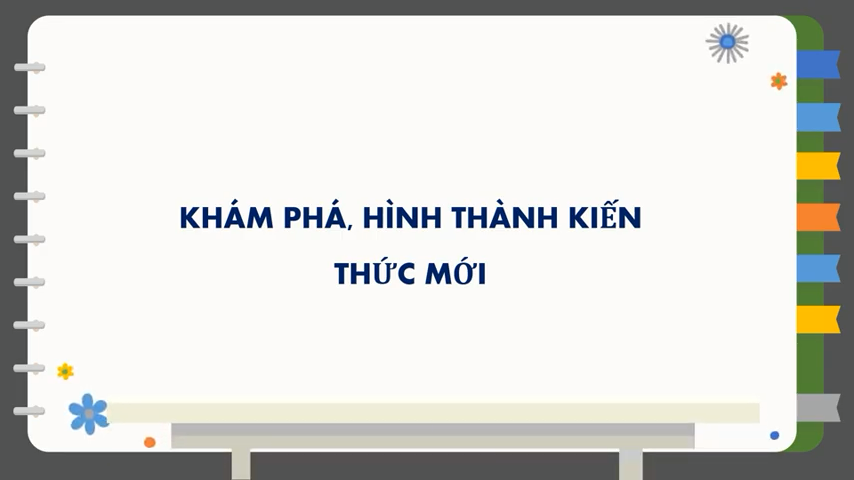 KHÁM PHÁ, HÌNH THÀNH KIẾN
THỨC MỚI